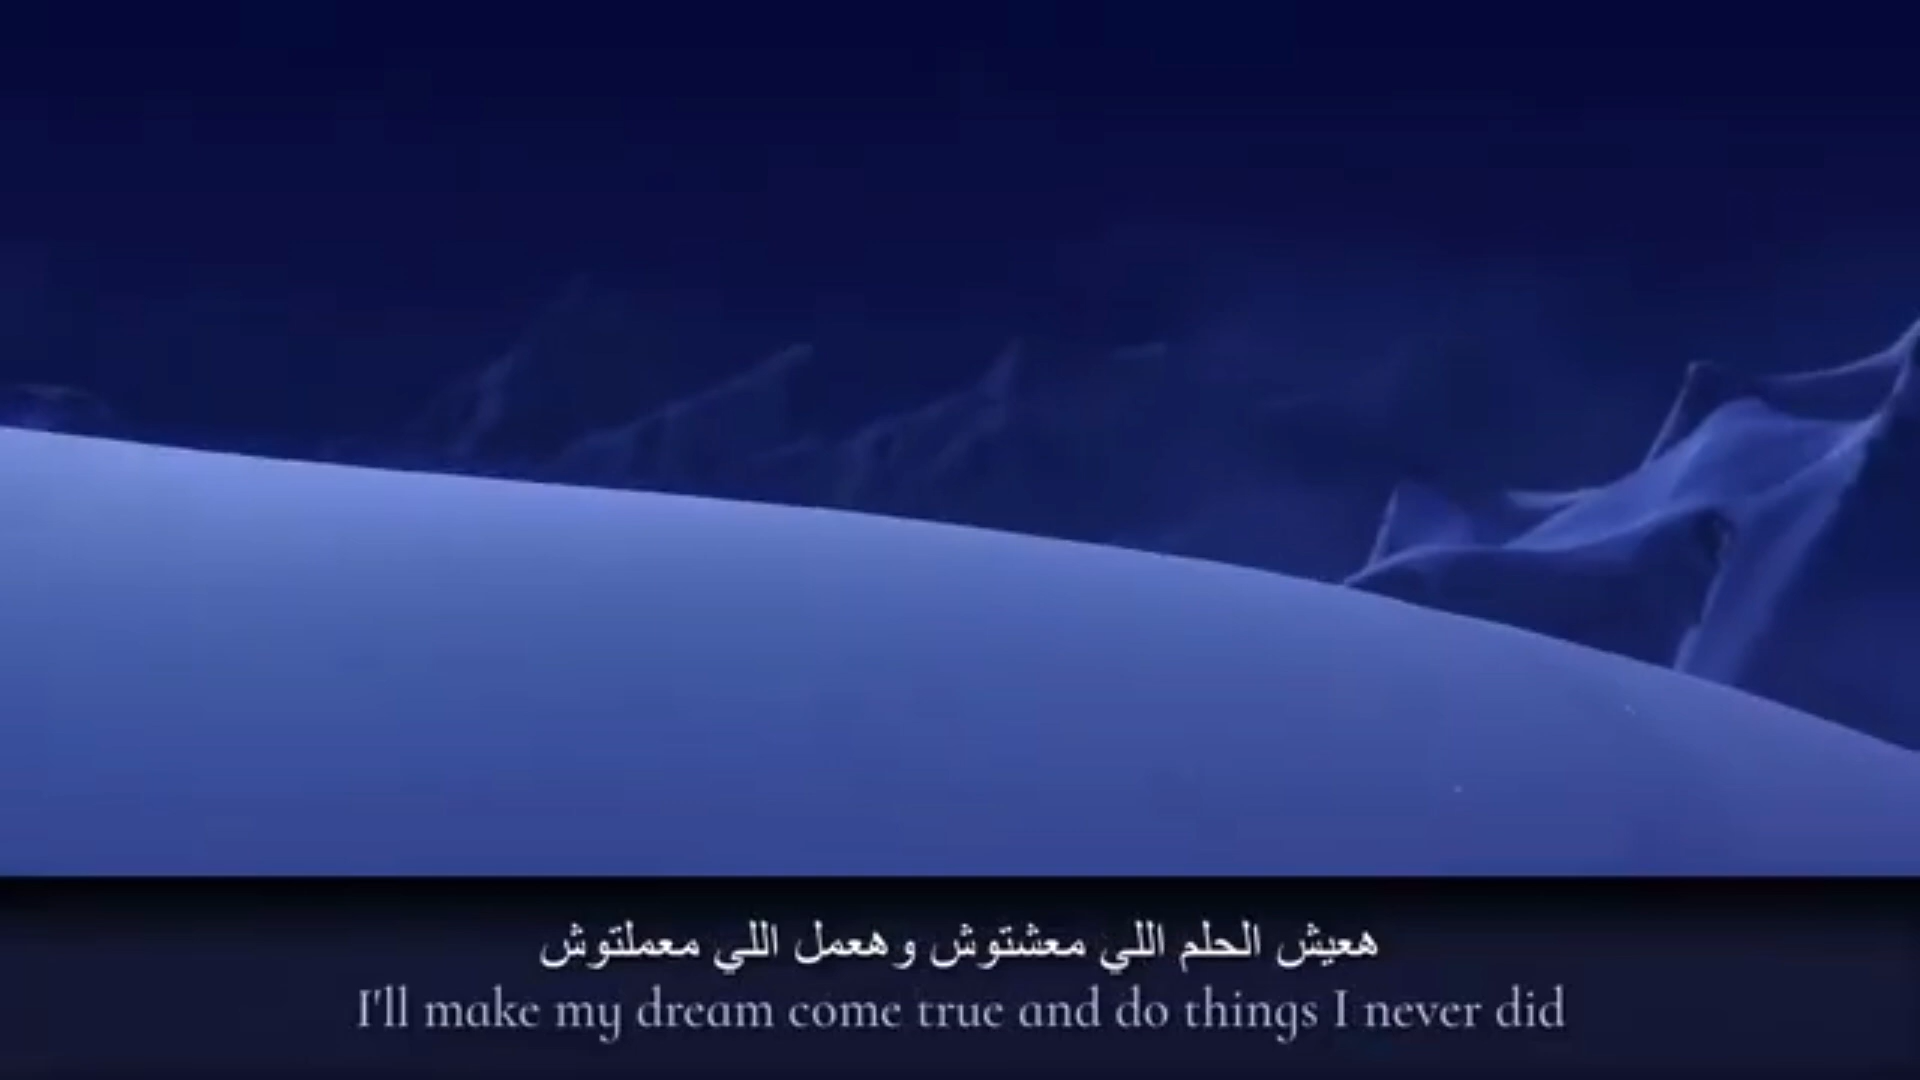 هعيش الحلم اللي معشتوش وهعمل اللي معملتوش
I'll make my dream come true and do things I never did